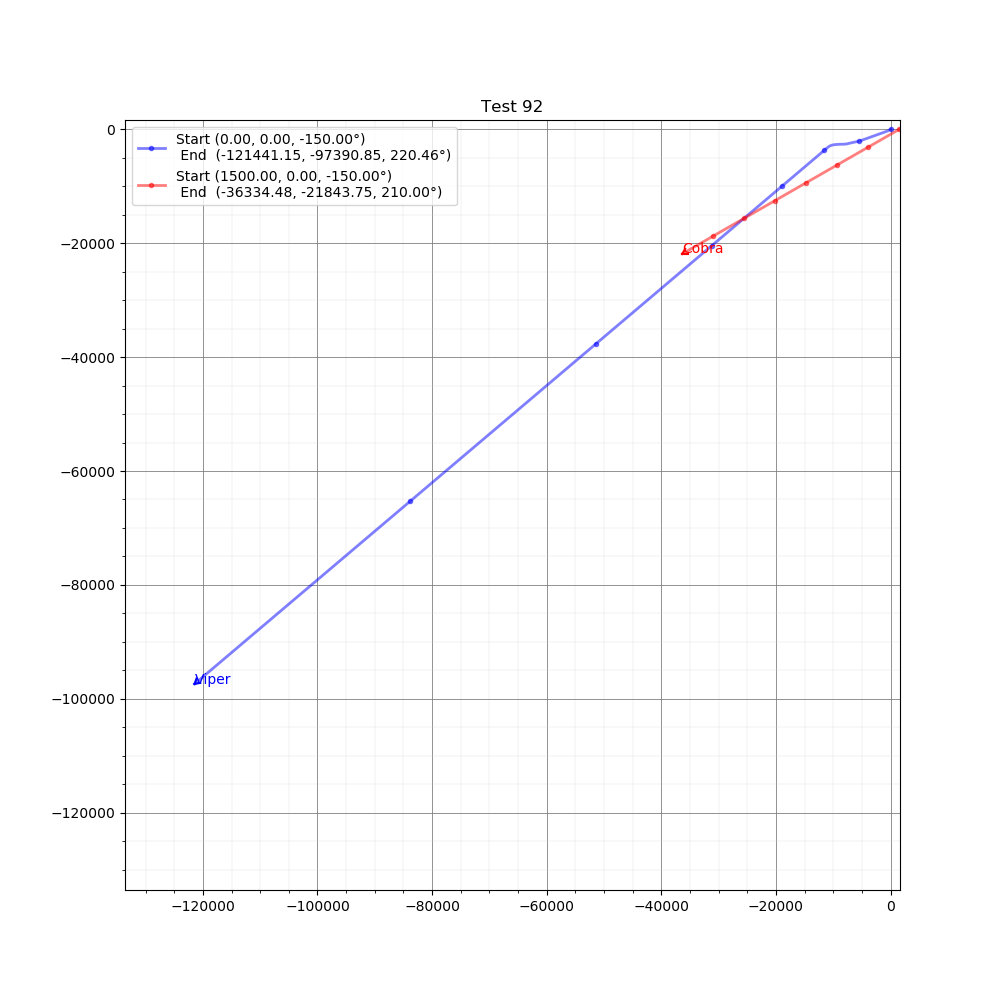 Test 92
Start (0.00, 0.00, -150.00°)
End (-121441.15, -97390.85, 220.46°)
Start (1500.00, 0.00, -150.00°)
End (-36334.48, -21843.75, 210.00°)
0
−20000
−40000
−60000
−80000
−100000
−120000
Cobra
Viper
−120000 −100000 −80000 −60000 −40000 −20000 0